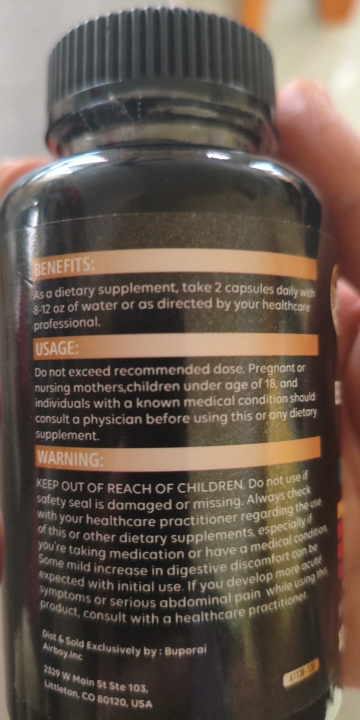 BENEFITS:
As a dietary supplement, take 2 capsules daily with
8-12 oz of water or as directed by your healthcare
professional.
USAGE:
Do not exceed recommended dose. Pregnant or
nursing mothers,children under age of 18, and
individuals with a known medical condition should
consult a physician before using this or any dietary
supplement.
WARNING:
KEEP OUT OF REACH OF CHILDREN. Do not use if
safety seal is damaged or missing. Always check
with your healthcare practitioner regarding the use
of this or other dietary supplements, especially if
you're taking medication or have a medical condition.
Some mild increase in digestive discomfort can be
expected with initial use. If you develop more acute
symptoms or serious abdominal pain while using this
product, consult with a healthcare practitioner.
Dist & Sold Exclusively by : Buporai
Airboy.Inc
2329 W Main St Ste 103,
Littleton, CO 80120, USA